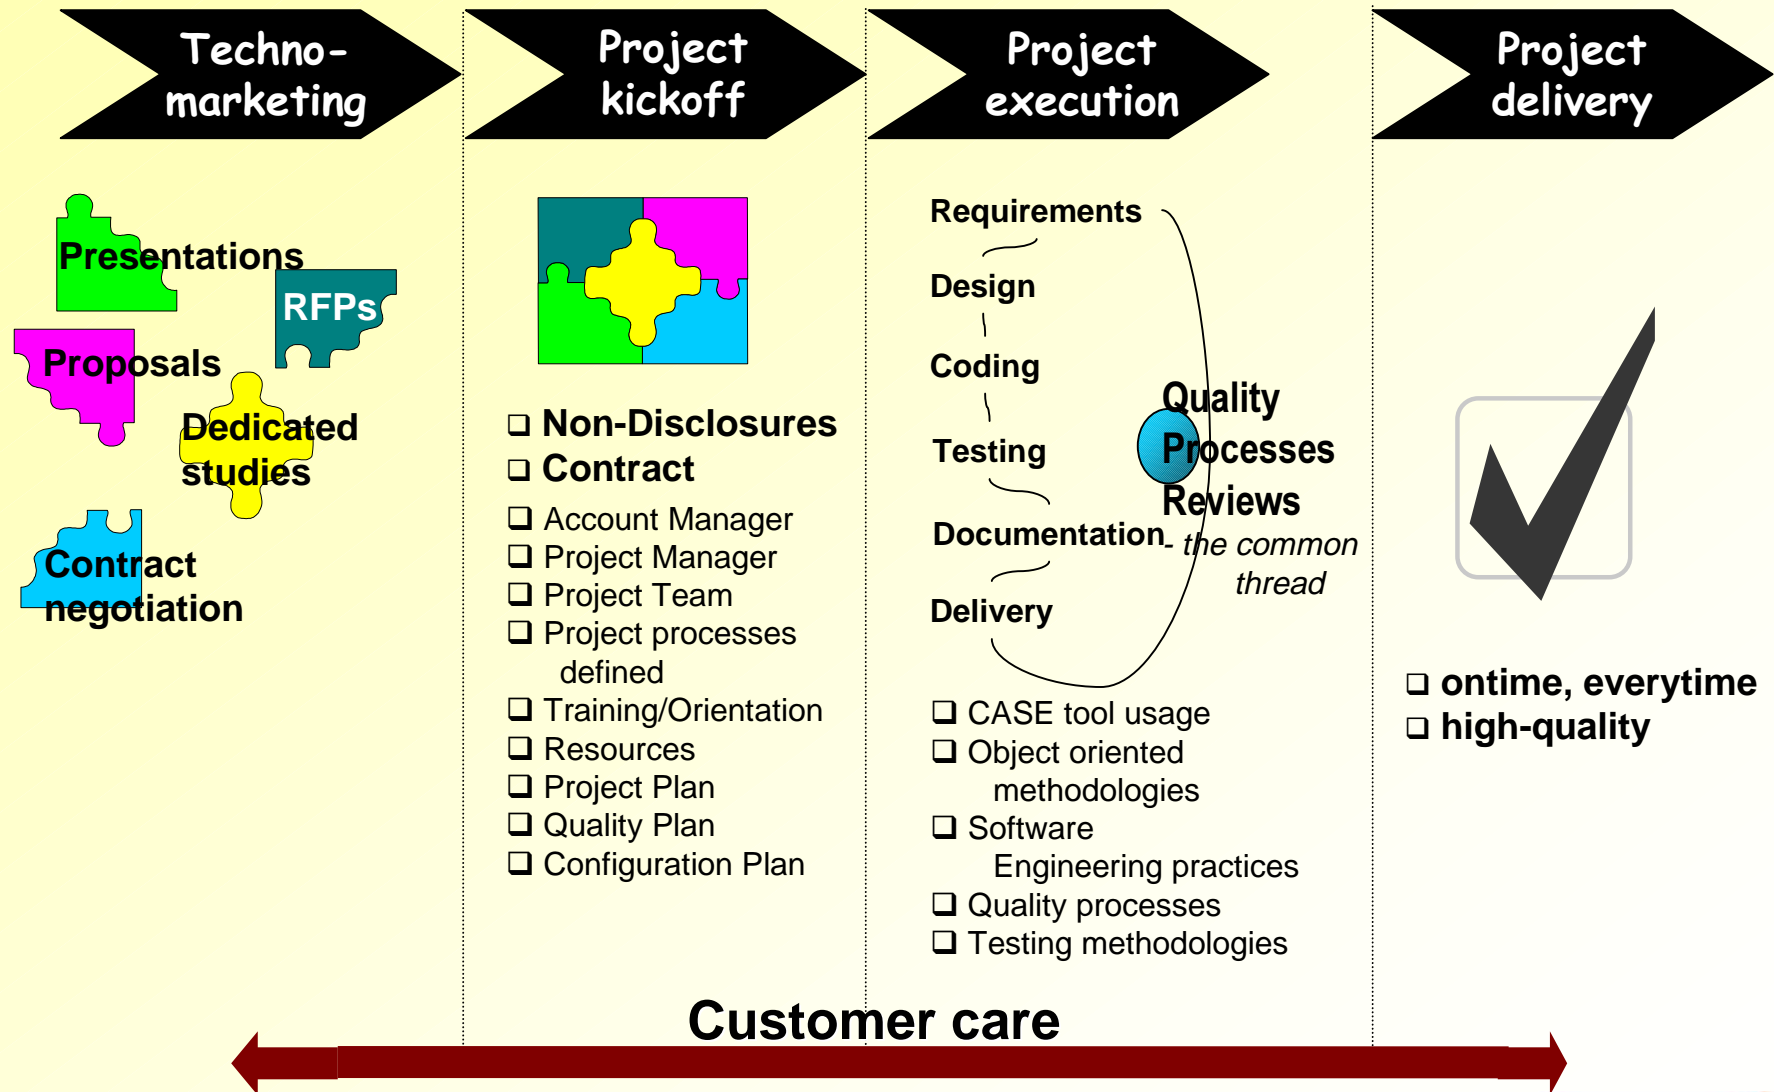 Techno-
marketing
Project
kickoff
Project
execution
Project
delivery
Presentations
RFPs
Proposals
Dedicated
studies
Contract
negotiation
Non-Disclosures
Contract
Account Manager
Project Manager
Project Team
Project processes
defined
Training/Orientation
Resources
Project Plan
Quality Plan
Configuration Plan
Requirements
Design
Coding
Testing
Documentation
Delivery
Quality
Processes
Reviews
- the common
thread
CASE tool usage
Object oriented
methodologies
Software
Engineering practices
Quality processes
Testing methodologies
ontime, everytime
high-quality
Customer care